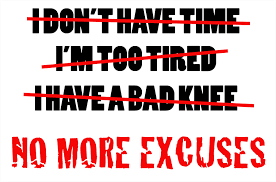 I DON'T HAVE TIME
I'M TOO TIRED
I HAVE A BAD KNEE
NO MORE EXCUSES